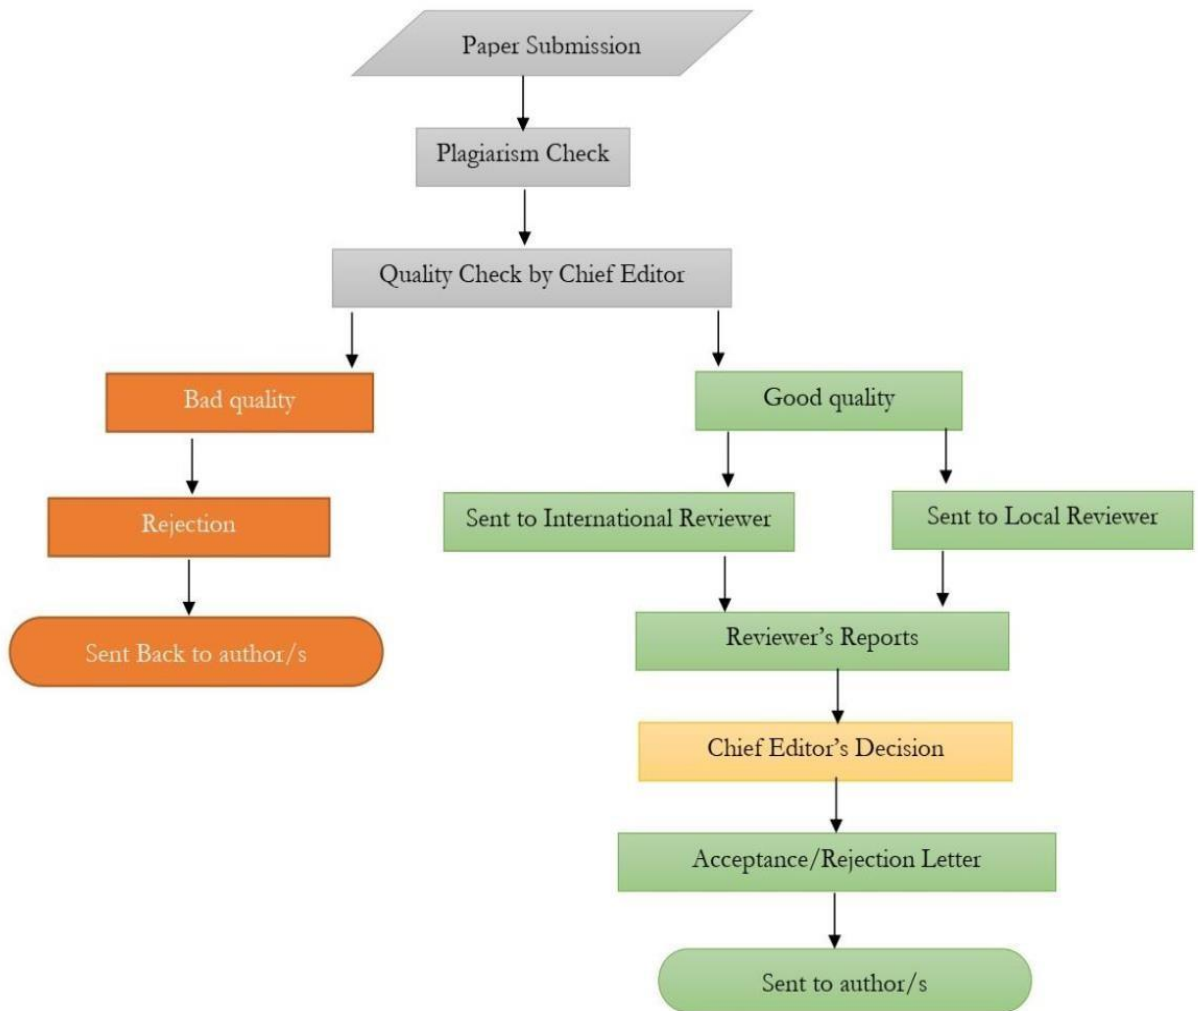 Paper Submission
Plagiarism Check
Quality Check by Chief Editor
Bad quality
Good quality
Rejection
Sent to International Reviewer
Sent to Local Reviewer
Sent Back to author/s
Reviewer's Reports
Chief Editor's Decision
Acceptance/Rejection Letter
Sent to author/s